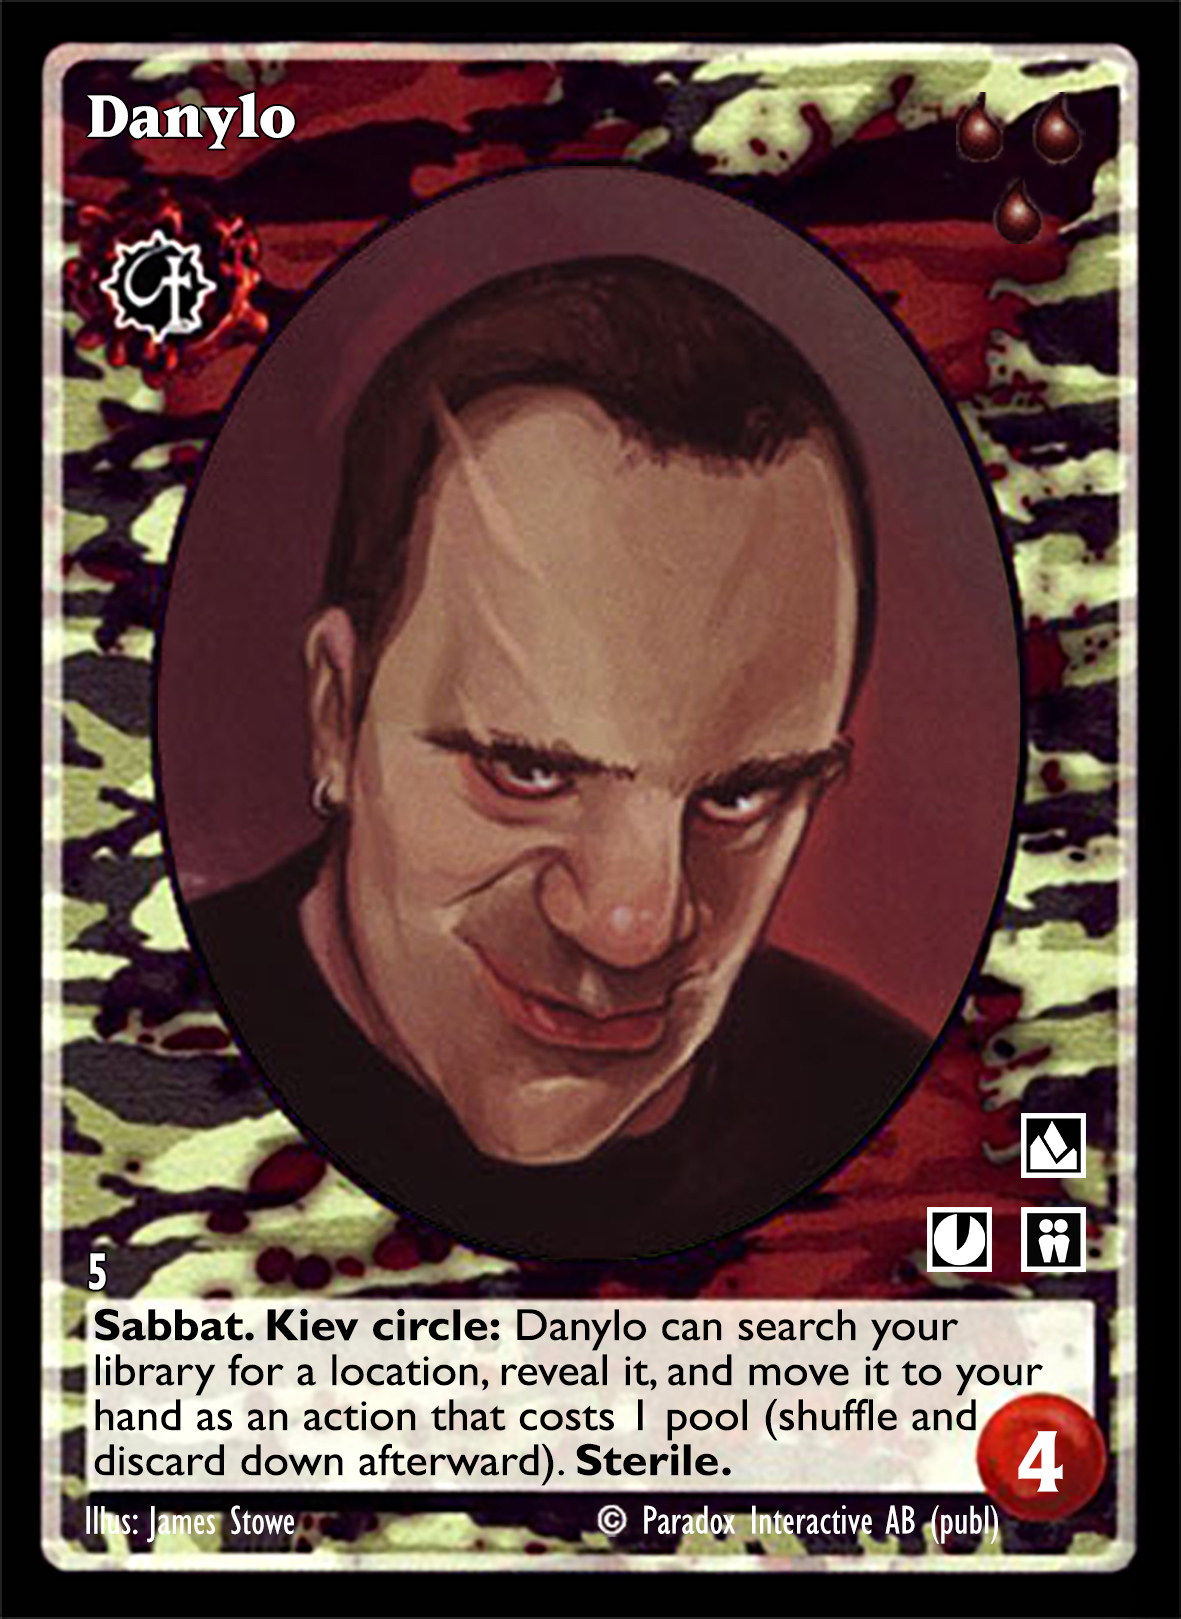 Danylo
5
Sabbat. Kiev circle: Danylo can search your
library for a location, reveal it, and move it to your
hand as an action that costs 1 pool (shuffle and
discard down afterward). Sterile.
4
Illus: James Stowe © Paradox Interactive AB (publ)